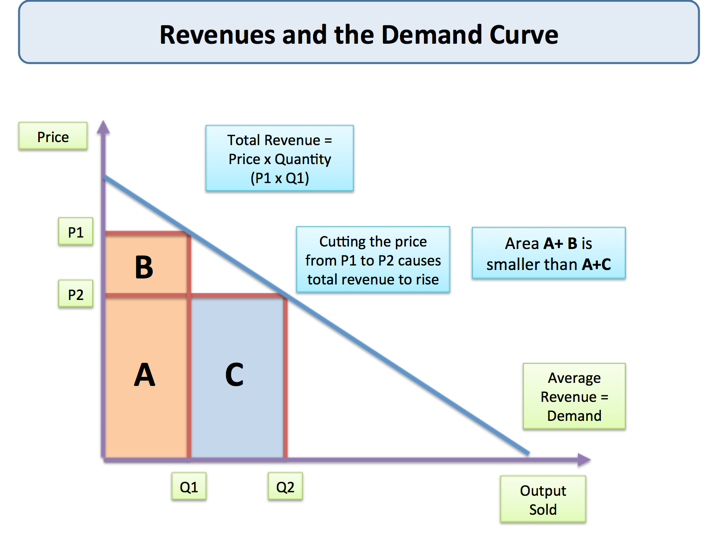 Revenues and the Demand Curve
Price
Total Revenue =
Price x Quantity
(P1 x Q1)
P1
Cutting the price
from P1 to P2 causes
total revenue to rise
Area A+ B is
smaller than A+C
B
P2
A
C
Average
Revenue =
Demand
Q1
Q2
Output
Sold